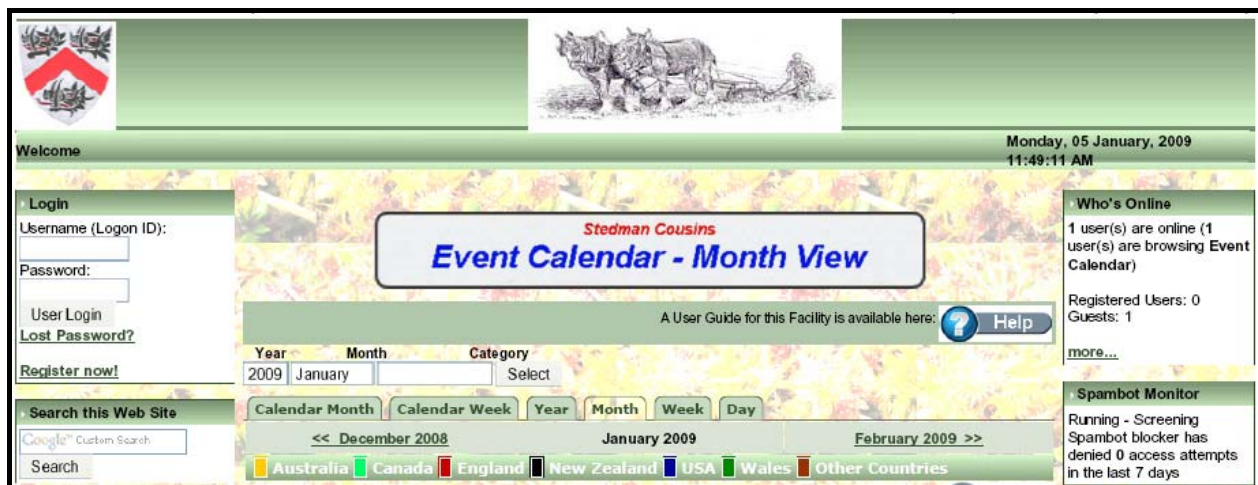 Welcome
Monday, 05 January, 2009
11:49:11 AM
Login
Username (Logon ID):
Password:
User Login
Lost Password?
Register now!
Search this Web Site
Google™ Custom Search
Search
Stedman Cousins
Event Calendar - Month View
A User Guide for this Facility is available here: ? Help
Year Month Category
2009 January Select
Calendar Month Calendar Week Year Month Week Day
<< December 2008 January 2009 February 2009 >>
Australia Canada England New Zealand USA Wales Other Countries
Who's Online
1 user(s) are online (1
user(s) are browsing Event
Calendar)
Registered Users: 0
Guests: 1
more...
Spambot Monitor
Running - Screening
Spambot blocker has
denied 0 access attempts
in the last 7 days